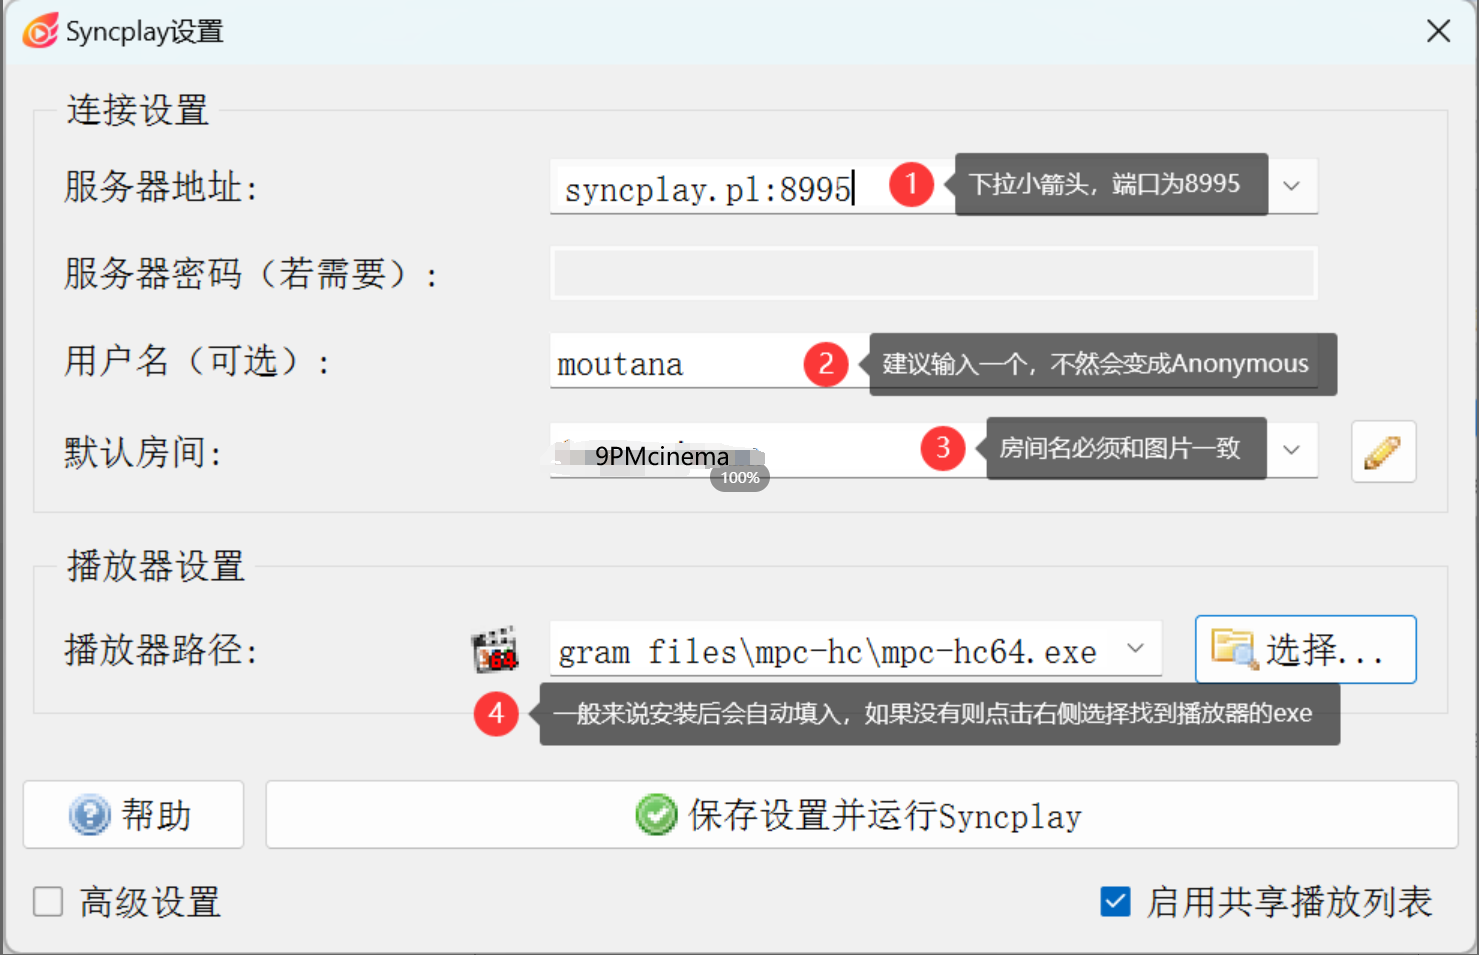 Syncplay设置
连接设置
服务器地址:
syncplay.pl:8995
1
下拉小箭头，端口为8995
服务器密码（若需要）:
用户名（可选）:
moutana
2
建议输入一个，不然会变成Anonymous
默认房间:
9PMcinema
100%
3
房间名必须和图片一致
播放器设置
播放器路径:
64
gram files\mpc-hc\mpc-hc64.exe
选择...
4
一般来说安装后会自动填入，如果没有则点击右侧选择找到播放器的exe
帮助
保存设置并运行Syncplay
高级设置
启用共享播放列表